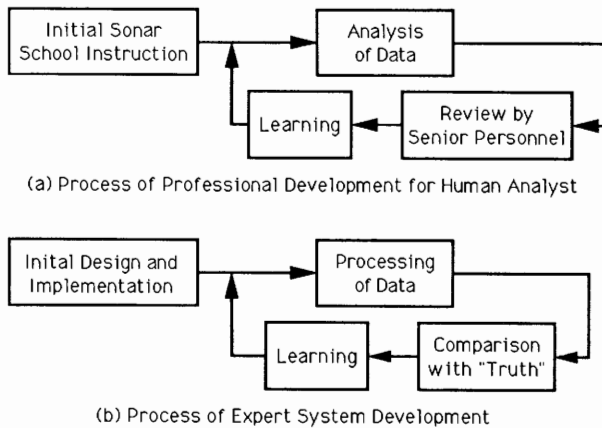 Initial Sonar
School Instruction
Analysis
of Data
Learning
Review by
Senior Personnel
(a) Process of Professional Development for Human Analyst
Inital Design and
Implementation
Processing
of Data
Learning
Comparison
with "Truth"
(b) Process of Expert System Development